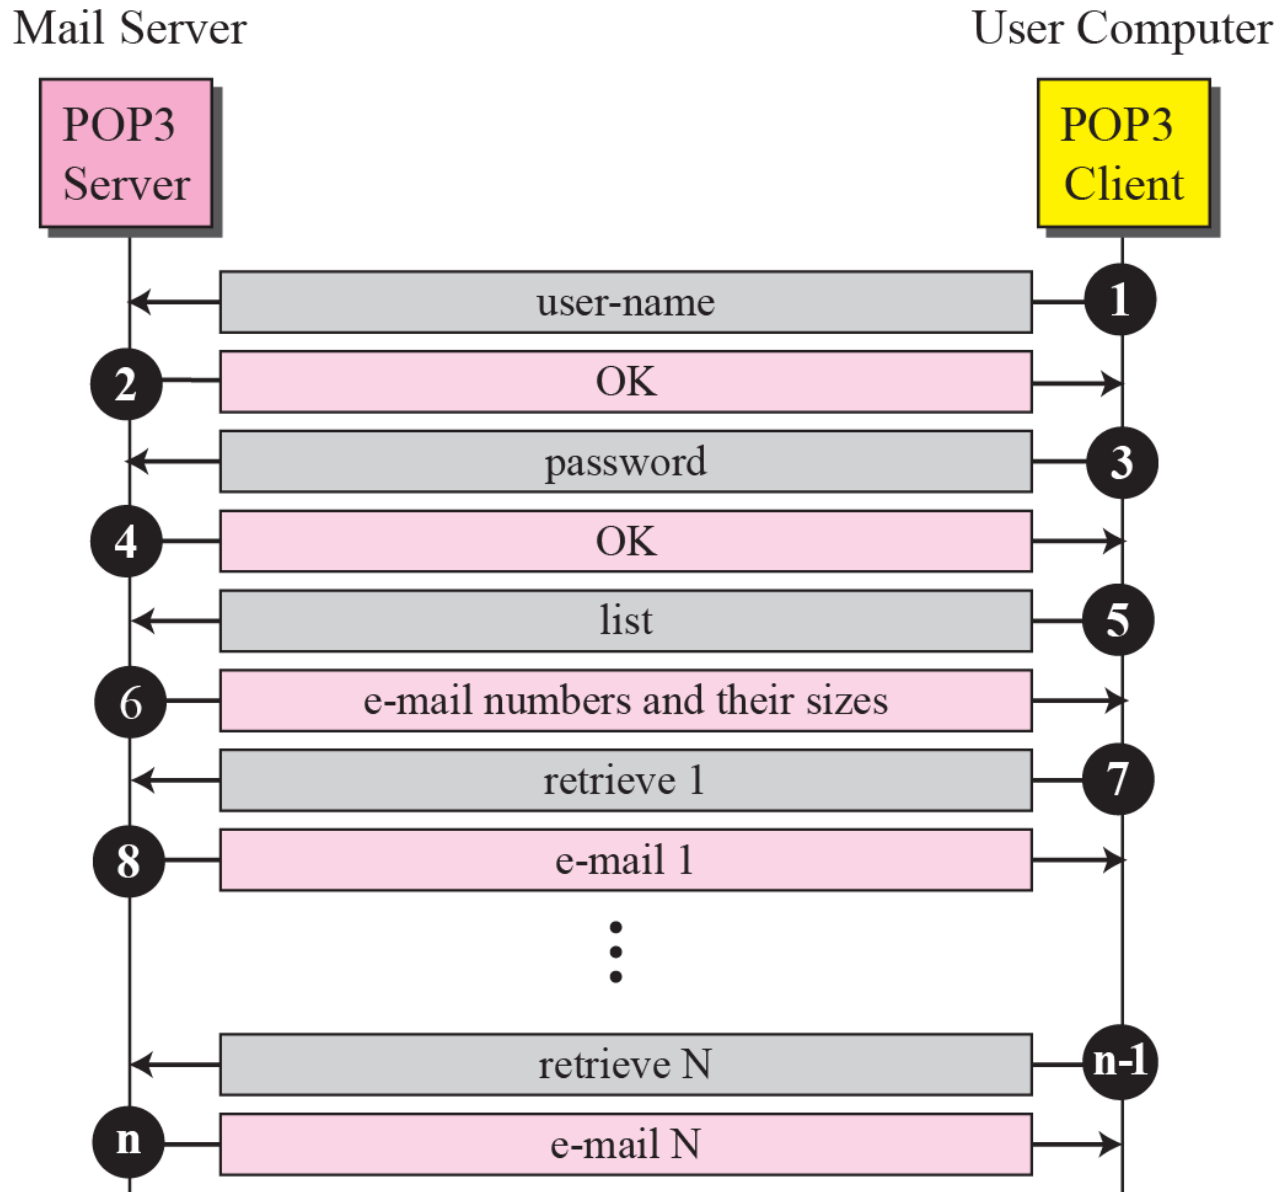 Mail Server
User Computer
POP3
Server
POP3
Client
user-name
1
2
OK
password
3
4
OK
list
5
6
e-mail numbers and their sizes
retrieve 1
7
8
e-mail 1
retrieve N
n-1
n
e-mail N